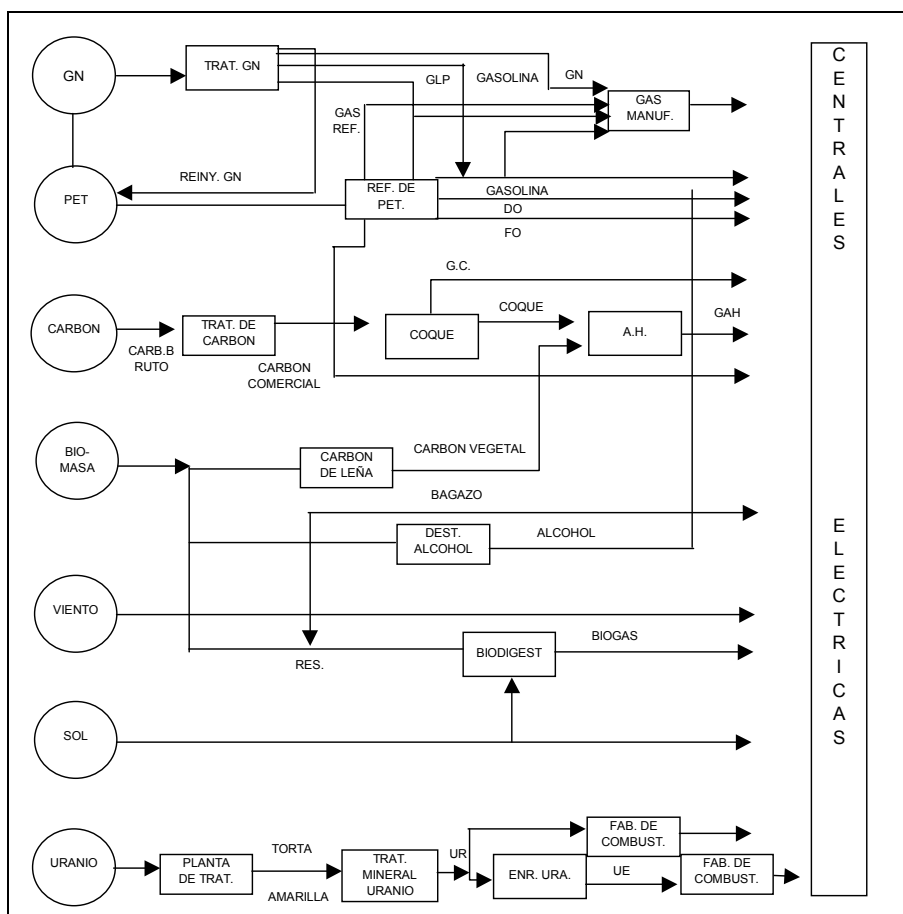 GN
TRAT. GN
GLP
GASOLINA
GN
GAS
REF.
GAS
MANUF.
REINY. GN
PET
REF. DE
PET.
GASOLINA
DO
FO
G.C.
CARBON
CARB.B
RUTO
TRAT. DE
CARBON
CARBON
COMERCIAL
COQUE
COQUE
A.H.
GAH
BIO-
MASA
CARBON
DE LEÑA
CARBON VEGETAL
BAGAZO
DEST.
ALCOHOL
ALCOHOL
VIENTO
RES.
BIODIGEST
BIOGAS
SOL
URANIO
PLANTA
DE TRAT.
TORTA
AMARILLA
TRAT.
MINERAL
URANIO
UR
FAB. DE
COMBUST.
ENR. URA.
UE
FAB. DE
COMBUST.
C
E
N
T
R
A
L
E
S
E
L
E
C
T
R
I
C
A
S